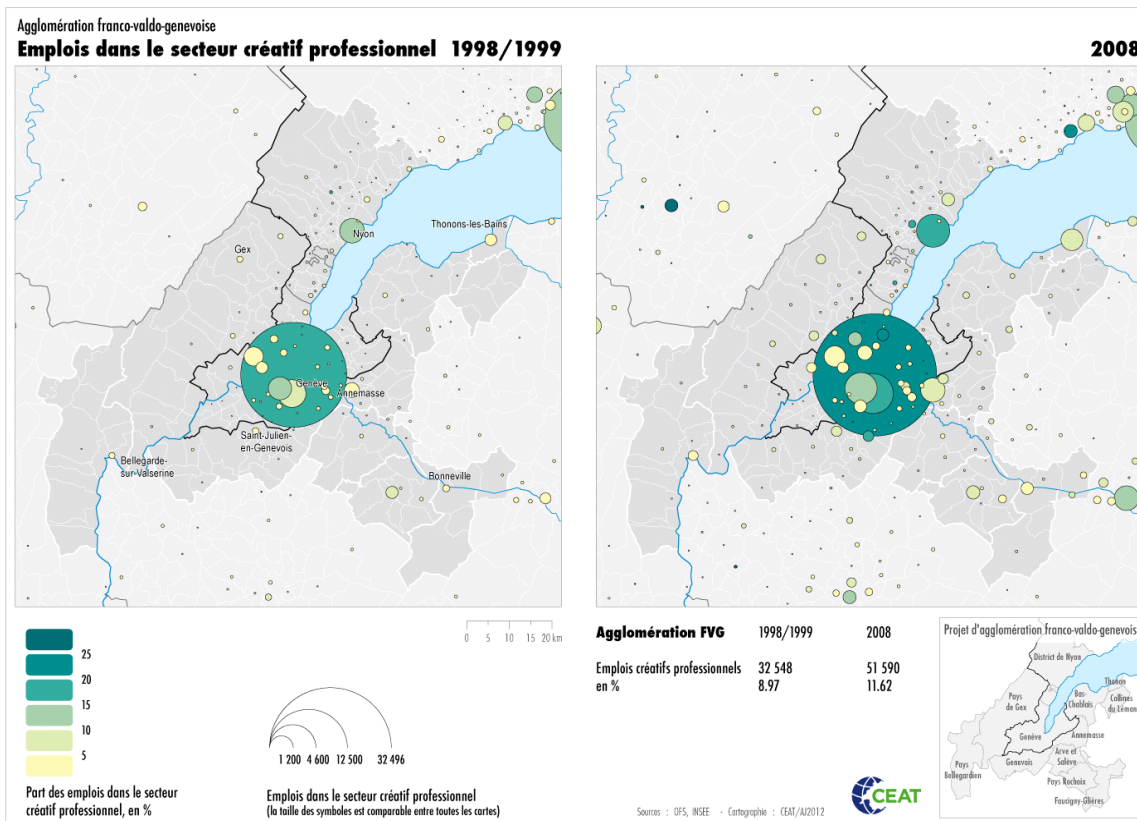 Agglomération franco-valdo-genevoise
Emplois dans le secteur créatif professionnel 1998/1999
2008
Thonons-les-Bains
Nyon
Gex
Genève
Annemasse
Saint-Julien-
en-Genevois
Bellegarde-
sur-Valsenne
Bonneville
25
20
15
10
5
Part des emplois dans le secteur
créatif professionnel, en %
0 5 10 15 20 km
1 200 4 600 12 500 32 496
Emplois dans le secteur créatif professionnel
(la taille des symboles est comparable entre toutes les cartes)
Agglomération FVG 1998/1999 2008
Emplois créatifs professionnels 32 548 51 590
en % 8.97 11.62
CEAT
Sources : OFS, INSEE - Cartographie : CEAT/AJ2012
Projet d'agglomération franco-valdo-genevois
District de Nyon
Thonon
Pays
de Gex
Bas-
Chablais
Collines
du Léman
Genève
Annemasse
Genevois
Arve et
Salève
Pays
Bellegardien
Pays Rochois
Faucigny-Glières